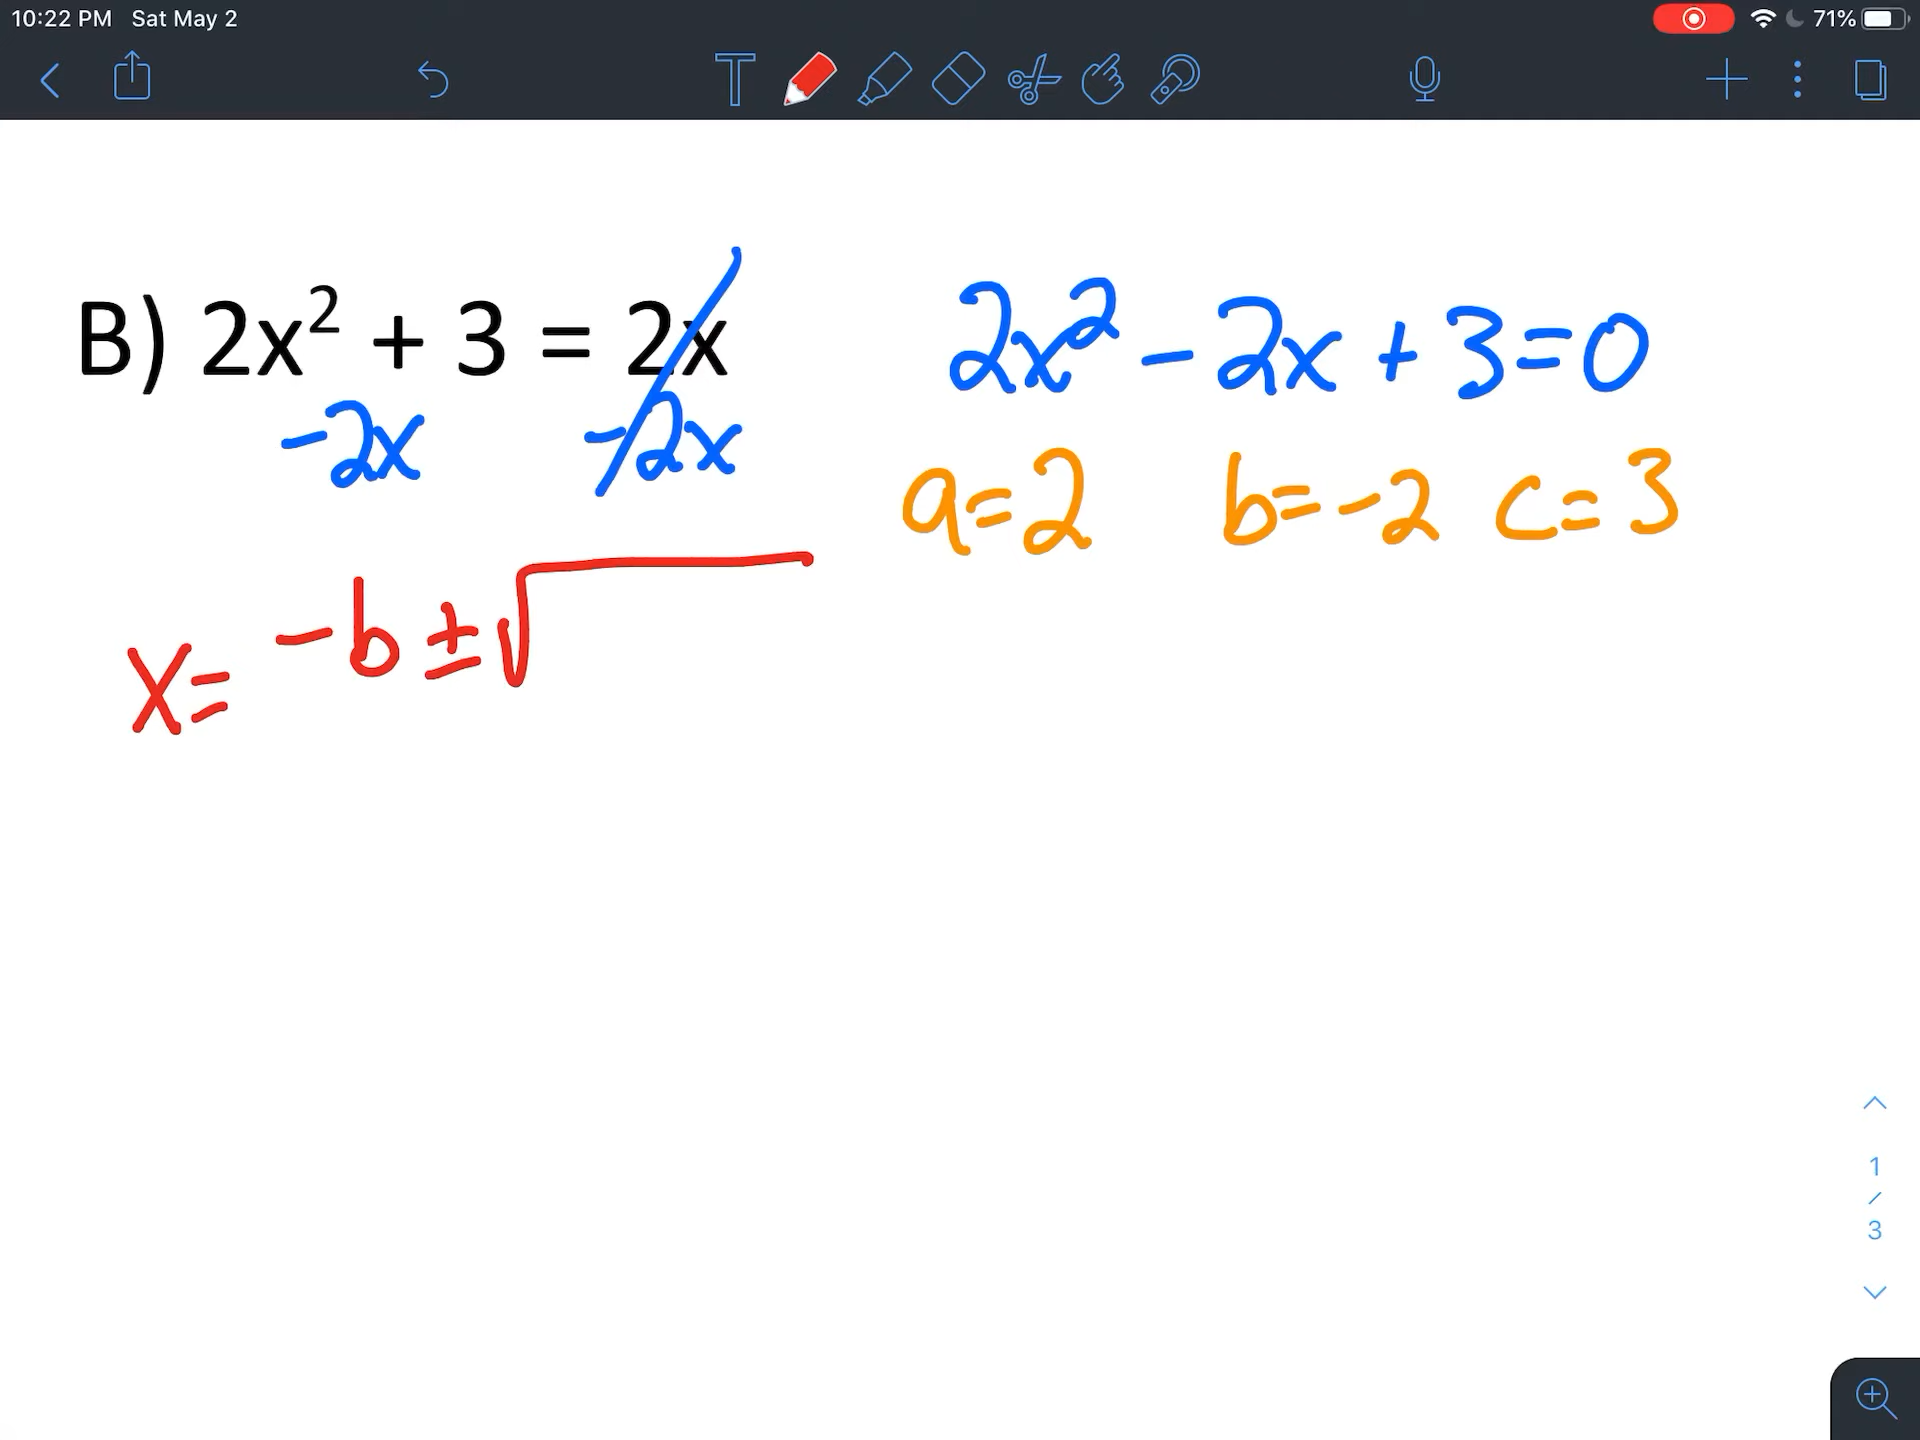 10:22 PM Sat May 2
71%
B) 2x² + 3 = 2x
-2x -2x
2x² - 2x + 3 = 0
a = 2 b = -2 c = 3
x = -b ± √
1
/
3